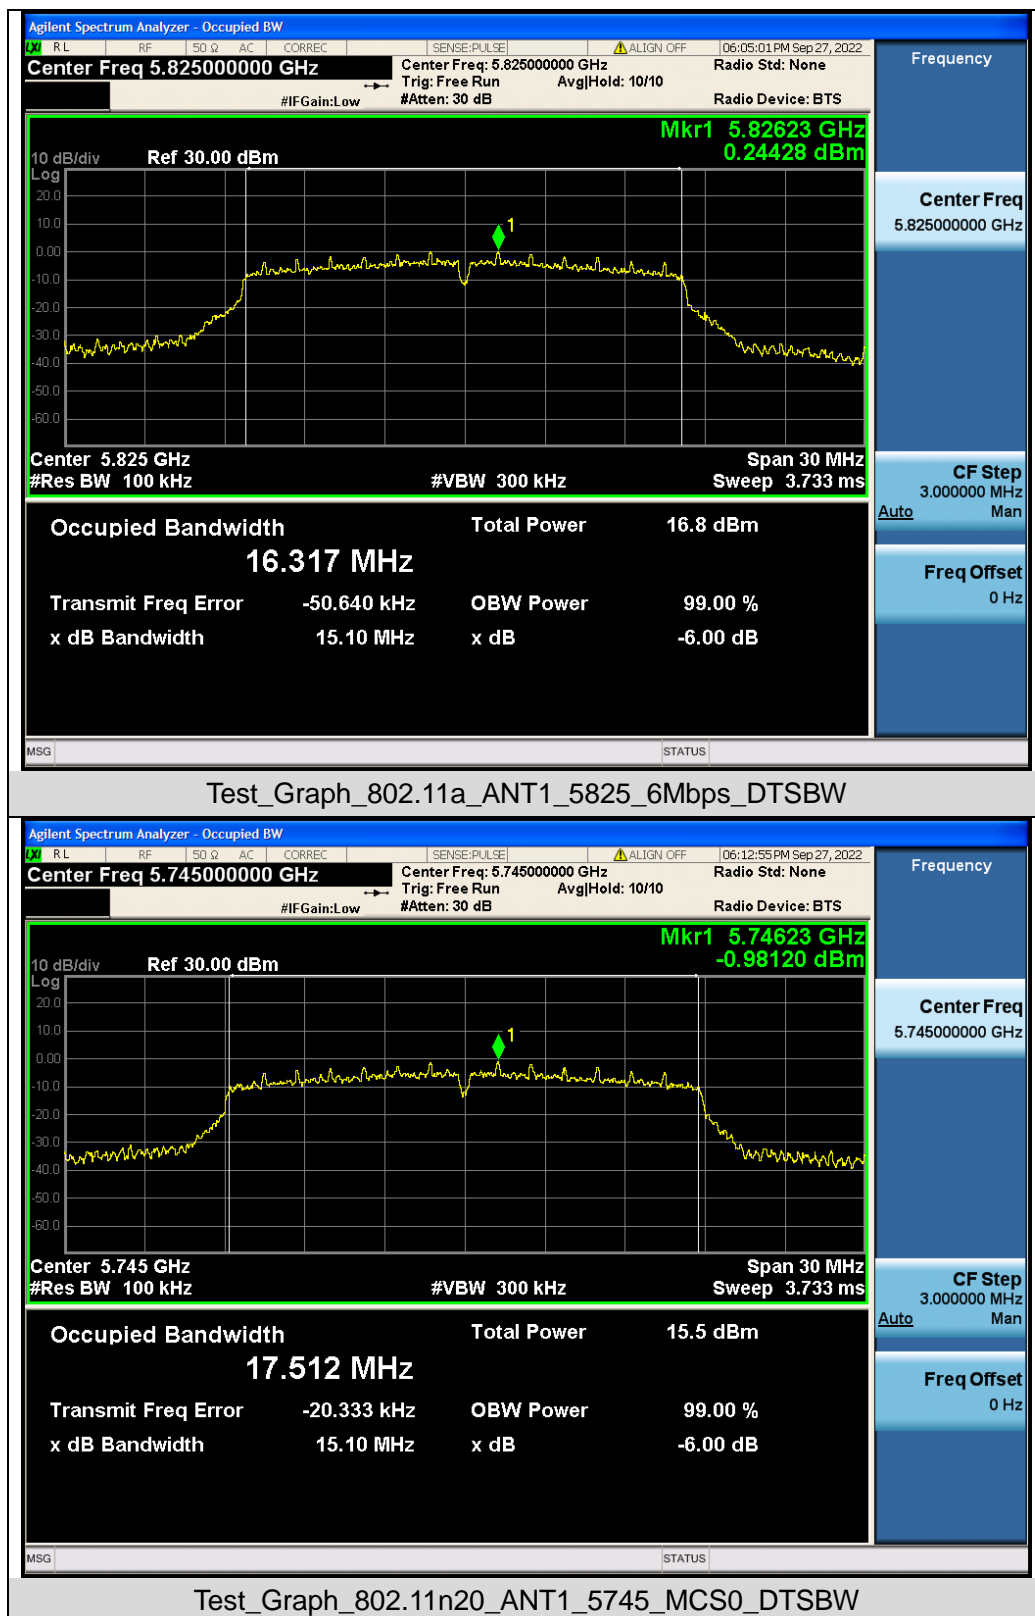 Agilent Spectrum Analyzer - Occupied BW
LXI RL RF 50 Ω AC CORREC SENSE:PULSE ALIGN OFF 06:05:01 PM Sep 27, 2022
Center Freq 5.825000000 GHz Center Freq: 5.825000000 GHz Radio Std: None
Trig: Free Run Avg|Hold: 10/10
#IFGain:Low #Atten: 30 dB Radio Device: BTS
Frequency
Mkr1 5.82623 GHz
0.24428 dBm
10 dB/div Ref 30.00 dBm
Log
20.0
10.0
0.00
-10.0
-20.0
-30.0
-40.0
-50.0
-60.0
1
Center 5.825 GHz Span 30 MHz
#Res BW 100 kHz #VBW 300 kHz Sweep 3.733 ms
Center Freq
5.825000000 GHz
CF Step
3.000000 MHz
Auto Man
Freq Offset
0 Hz
Occupied Bandwidth Total Power 16.8 dBm
16.317 MHz
Transmit Freq Error -50.640 kHz OBW Power 99.00 %
x dB Bandwidth 15.10 MHz x dB -6.00 dB
MSG STATUS
Test_Graph_802.11a_ANT1_5825_6Mbps_DTSBW
Agilent Spectrum Analyzer - Occupied BW
LXI RL RF 50 Ω AC CORREC SENSE:PULSE ALIGN OFF 06:12:55 PM Sep 27, 2022
Center Freq 5.745000000 GHz Center Freq: 5.745000000 GHz Radio Std: None
Trig: Free Run Avg|Hold: 10/10
#IFGain:Low #Atten: 30 dB Radio Device: BTS
Frequency
Mkr1 5.74623 GHz
-0.98120 dBm
10 dB/div Ref 30.00 dBm
Log
20.0
10.0
0.00
-10.0
-20.0
-30.0
-40.0
-50.0
-60.0
1
Center 5.745 GHz Span 30 MHz
#Res BW 100 kHz #VBW 300 kHz Sweep 3.733 ms
Center Freq
5.745000000 GHz
CF Step
3.000000 MHz
Auto Man
Freq Offset
0 Hz
Occupied Bandwidth Total Power 15.5 dBm
17.512 MHz
Transmit Freq Error -20.333 kHz OBW Power 99.00 %
x dB Bandwidth 15.10 MHz x dB -6.00 dB
MSG STATUS
Test_Graph_802.11n20_ANT1_5745_MCS0_DTSBW